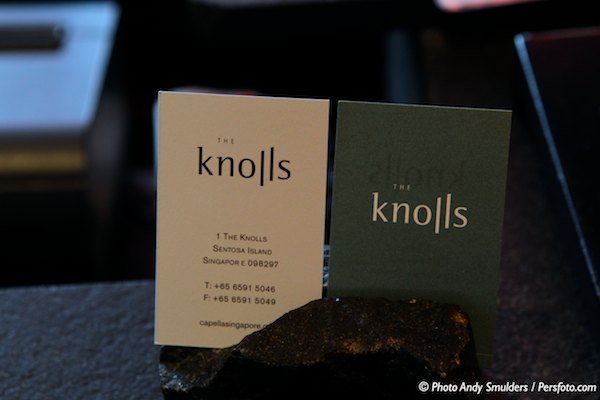 THE
knolls
1 THE KNOLLS
SENTOSA ISLAND
SINGAPORE 098297
T: +65 6591 5046
F: +65 6591 5049
capellasingapore.
THE
knolls
© Photo Andy Smulders / Persfoto.com